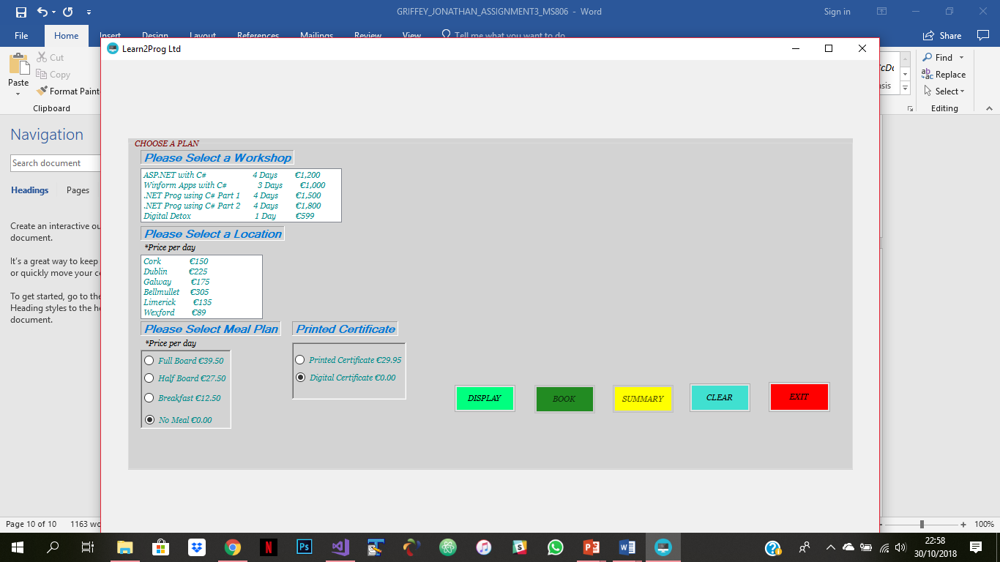 GRIFFEY_JONATHAN_ASSIGNMENT3_MS806 - Word
Sign in
File Home Insert Design Layout References Mailings Review View Tell me what you want to do
Share
Learn2Prog Ltd
Paste
Cut
Copy
Format Paint
Clipboard
Find
Replace
Select
Editing
Navigation
Search document
Headings Pages
Create an interactive
document.
It's a great way to keep
or quickly move your
To get started, go to the
Heading styles to the
document.
CHOOSE A PLAN
Please Select a Workshop
ASP.NET with C# 4 Days €1,200
Winform Apps with C# 3 Days €1,000
.NET Prog using C# Part 1 4 Days €1,500
.NET Prog using C# Part 2 4 Days €1,800
Digital Detox 1 Day €599
Please Select a Location
*Price per day
Cork €150
Dublin €225
Galway €175
Bellmullet €305
Limerick €135
Wexford €89
Please Select Meal Plan
*Price per day
Full Board €39.50
Half Board €27.50
Breakfast €12.50
No Meal €0.00
Printed Certificate
Printed Certificate €29.95
Digital Certificate €0.00
DISPLAY BOOK SUMMARY CLEAR EXIT
Page 10 of 10 1163
100%
22:58
30/10/2018